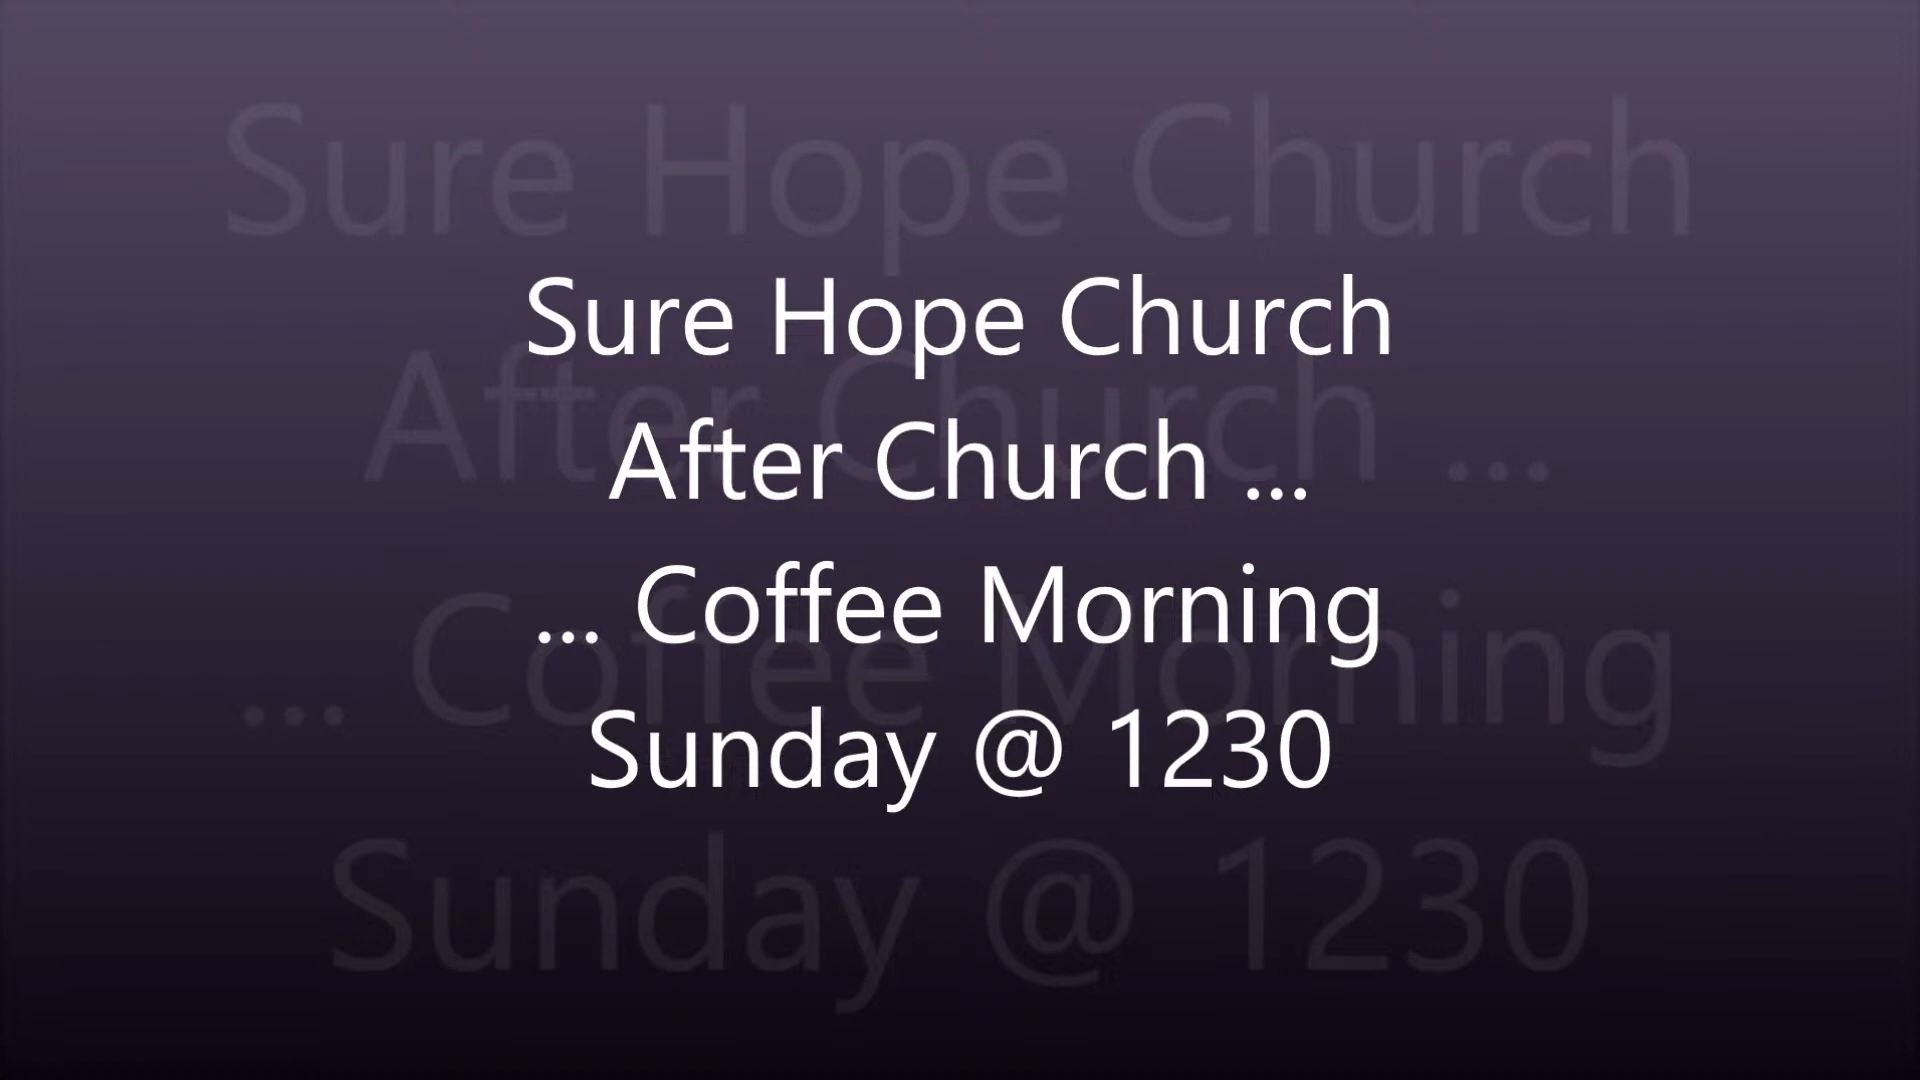 Sure Hope Church
After Church ...
... Coffee Morning
Sunday @ 1230